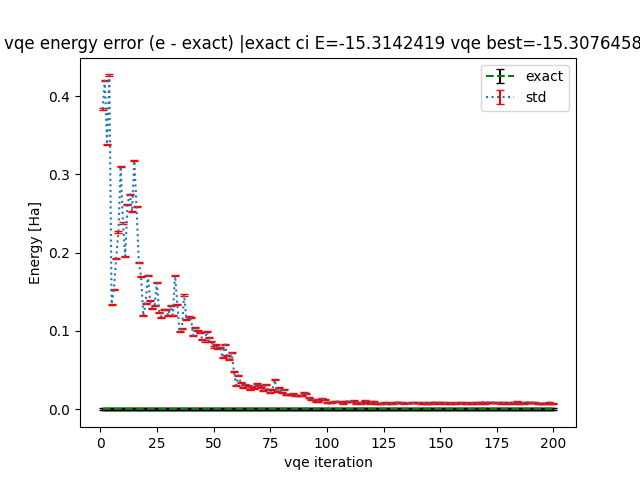 vqe energy error (e - exact) |exact ci E=-15.3142419 vqe best=-15.3076458
exact
std
0.4
0.3
0.2
0.1
0.0
Energy [Ha]
0 25 50 75 100 125 150 175 200
vqe iteration